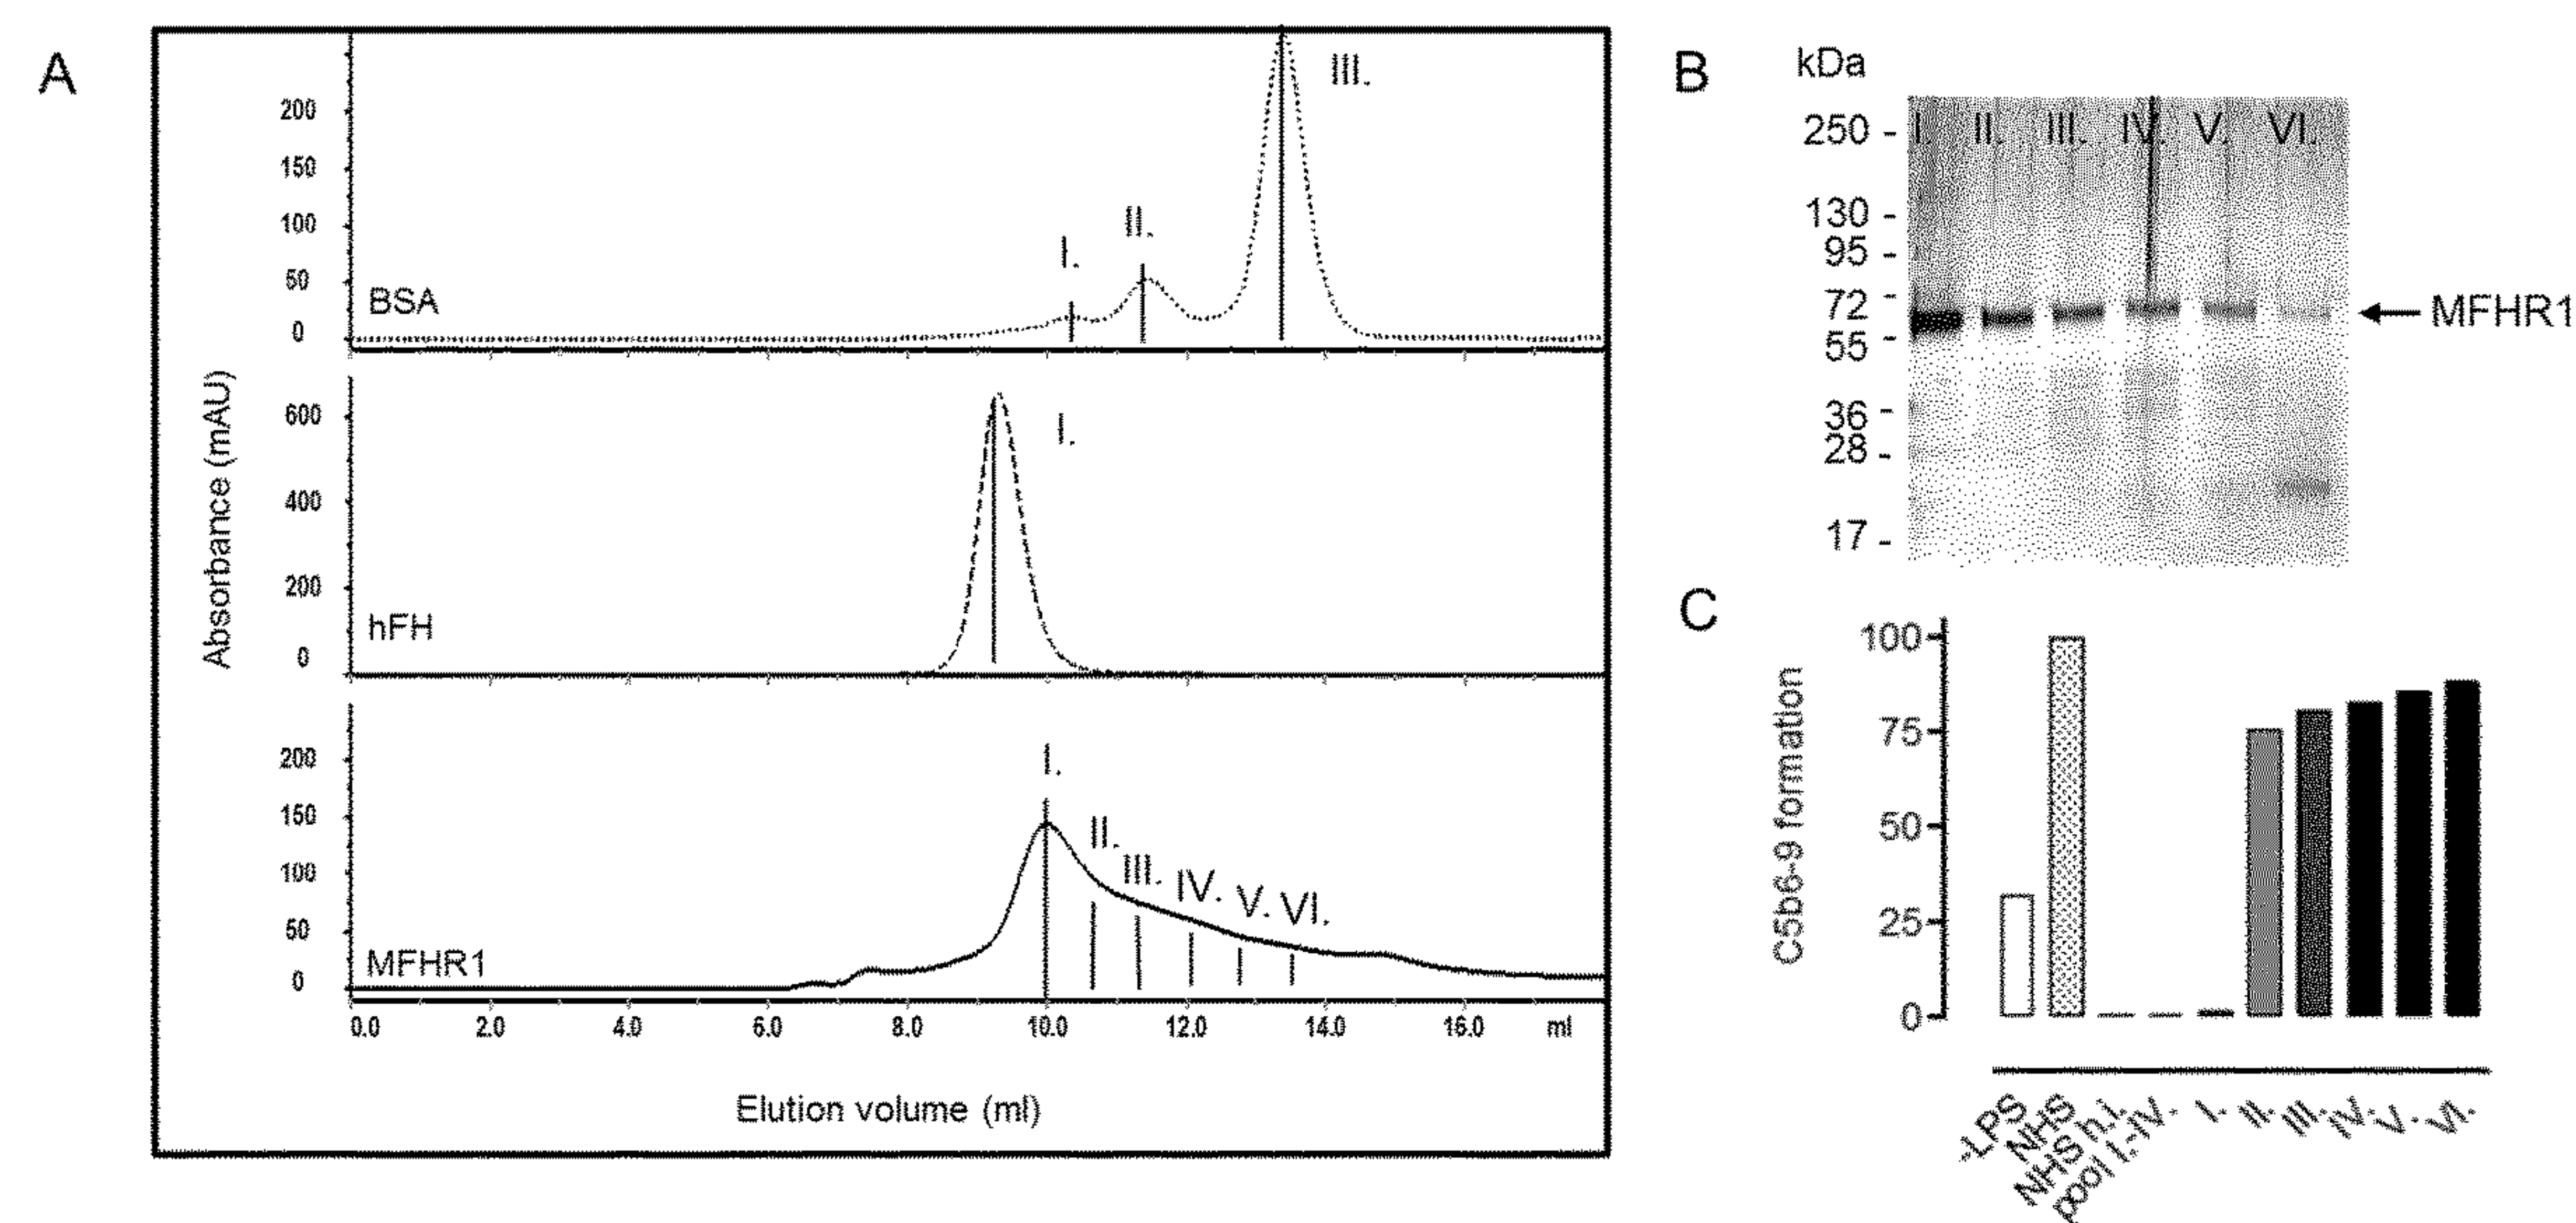 A
200
150
100
50
0
I.
II.
III.
BSA
600
400
200
0
I.
hFH
200
150
100
50
0
I.
II.
III.
IV.
V.
VI.
MFHR1
0.0 2.0 4.0 6.0 8.0 10.0 12.0 14.0 16.0 ml
Absorbance (mAU)
Elution volume (ml)
B
kDa
250 -
130 -
95 -
72 -
55 -
36 -
28 -
17 -
I. II. III. IV. V. VI.
MFHR1
C
C5b6-9 formation
100
75
50
25
0
-LPS
NHS
NHS h.i.
pool I.-IV.
I.
II.
III.
IV.
V.
VI.